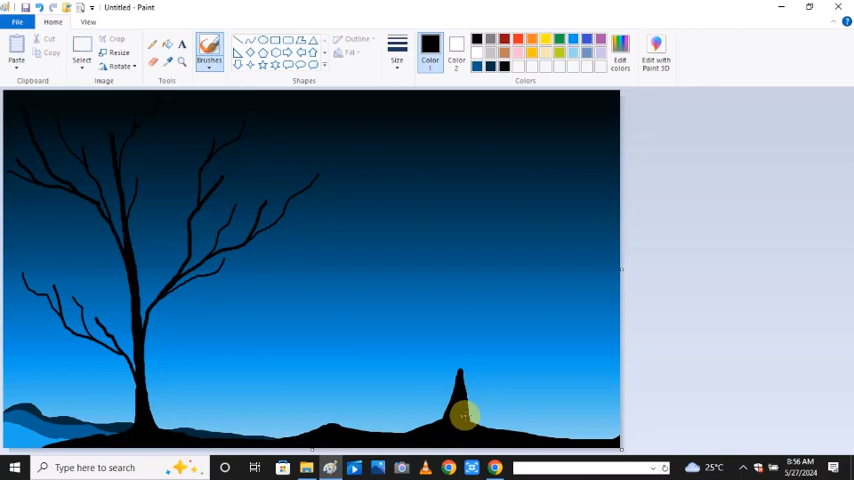 Untitled - Paint
File Home View
Paste
Cut
Copy
Clipboard
Select
Crop
Resize
Rotate
Image
Tools
Brushes
Outline
Fill
Shapes
Size
Color
1
Color
2
Edit
colors
Edit with
Paint 3D
Colors
Type here to search
25°C
8:56 AM
5/27/2024